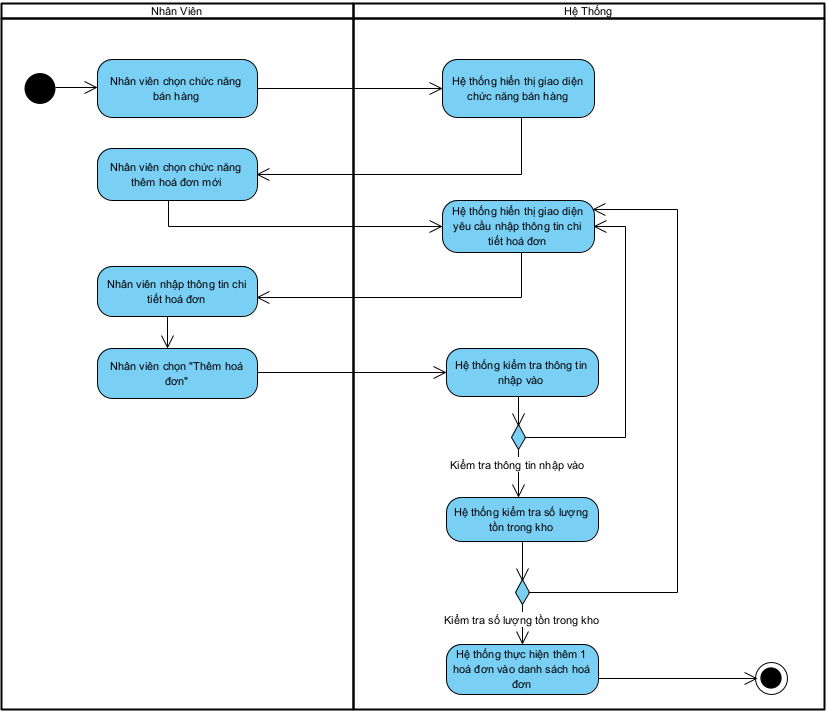 Nhân Viên
Hệ Thống
Nhân viên chọn chức năng
bán hàng
Hệ thống hiển thị giao diện
chức năng bán hàng
Nhân viên chọn chức năng
thêm hoá đơn mới
Hệ thống hiển thị giao diện
yêu cầu nhập thông tin chi
tiết hoá đơn
Nhân viên nhập thông tin chi
tiết hoá đơn
Nhân viên chọn "Thêm hoá
đơn"
Hệ thống kiểm tra thông tin
nhập vào
Kiểm tra thông tin nhập vào
Hệ thống kiểm tra số lượng
tồn trong kho
Kiểm tra số lượng tồn trong kho
Hệ thống thực hiện thêm 1
hoá đơn vào danh sách hoá
đơn